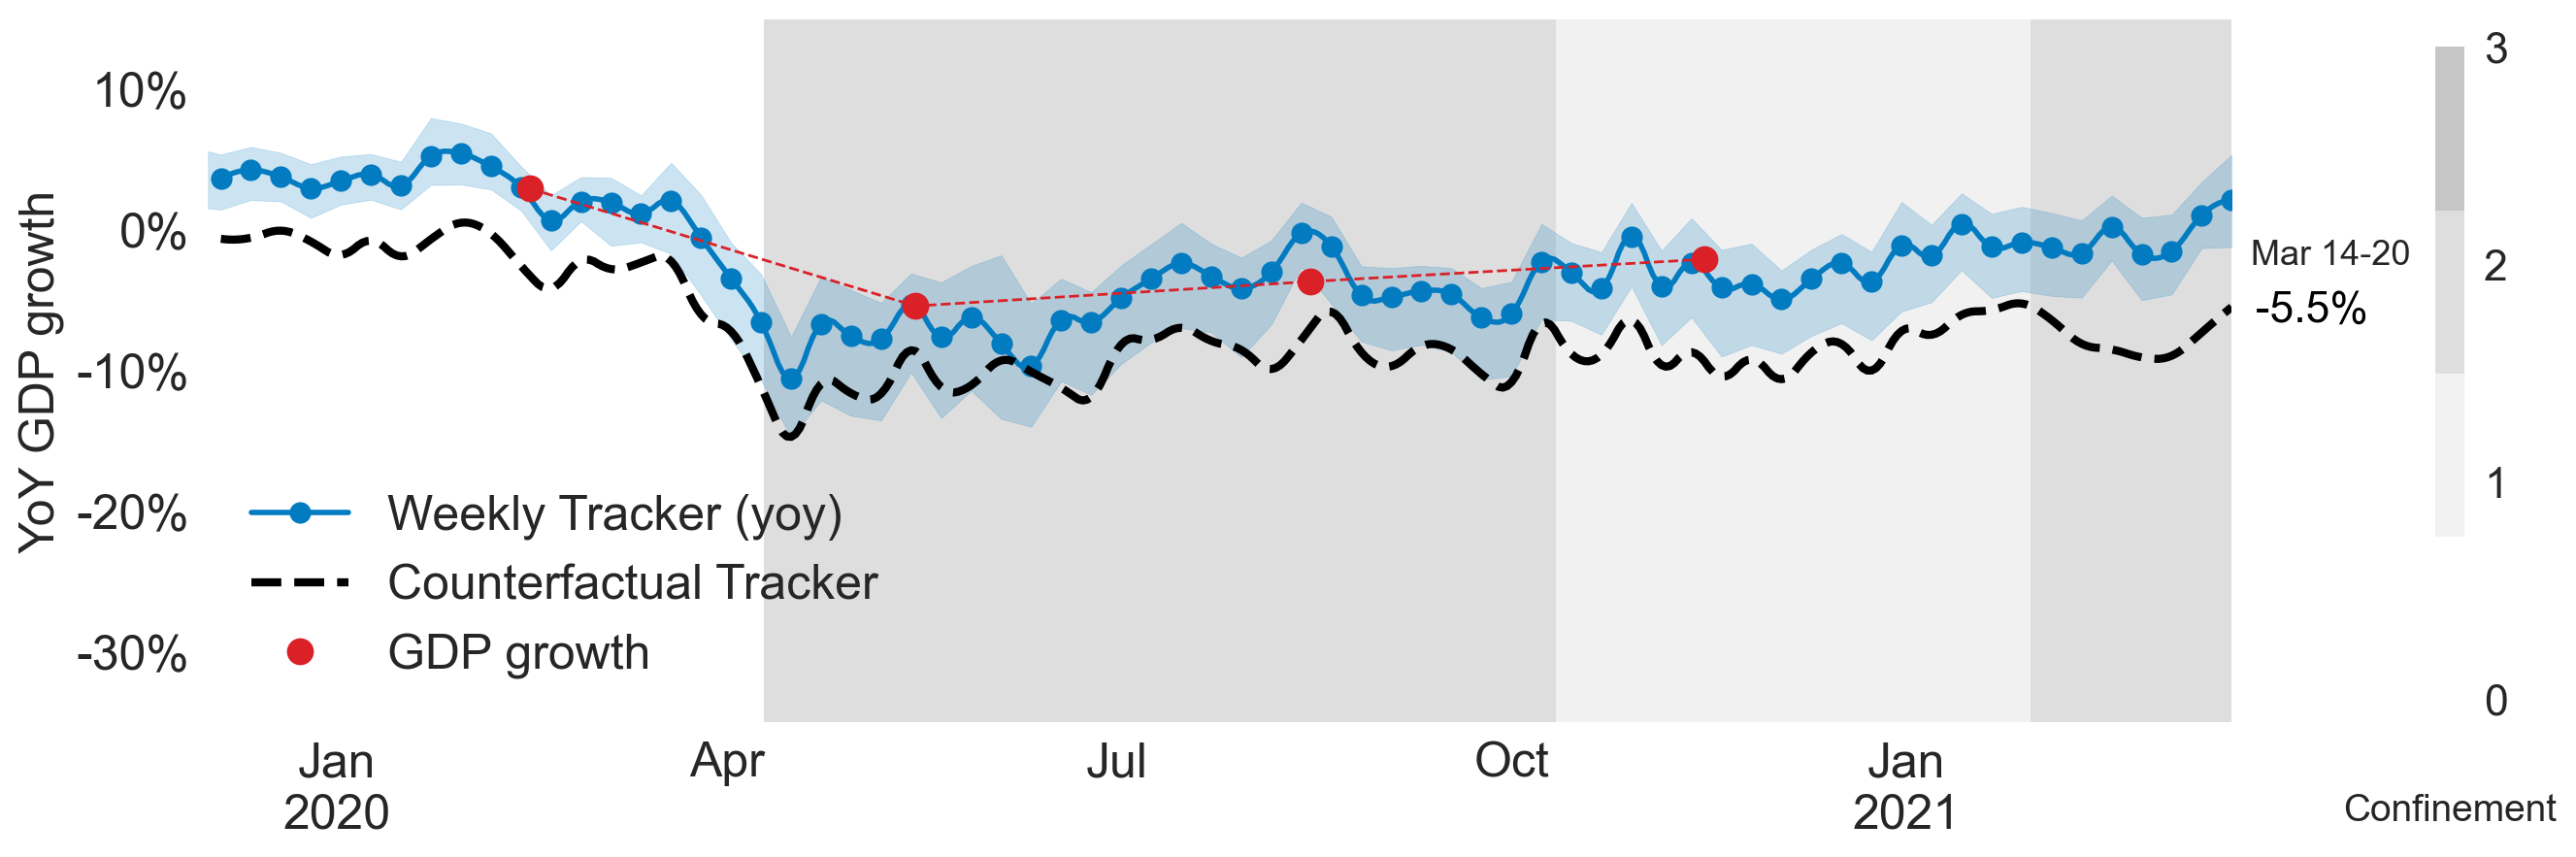 YoY GDP growth
10%
0%
-10%
-20%
-30%
Weekly Tracker (yoy)
Counterfactual Tracker
GDP growth
Jan
2020
Apr
Jul
Oct
Jan
2021
Mar 14-20
-5.5%
3
2
1
0
Confinement